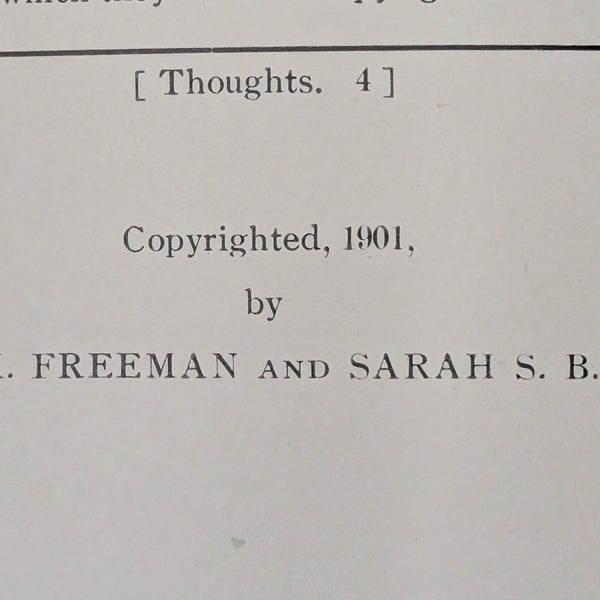 [ Thoughts. 4 ]
Copyrighted, 1901,
by
. FREEMAN AND SARAH S. B.